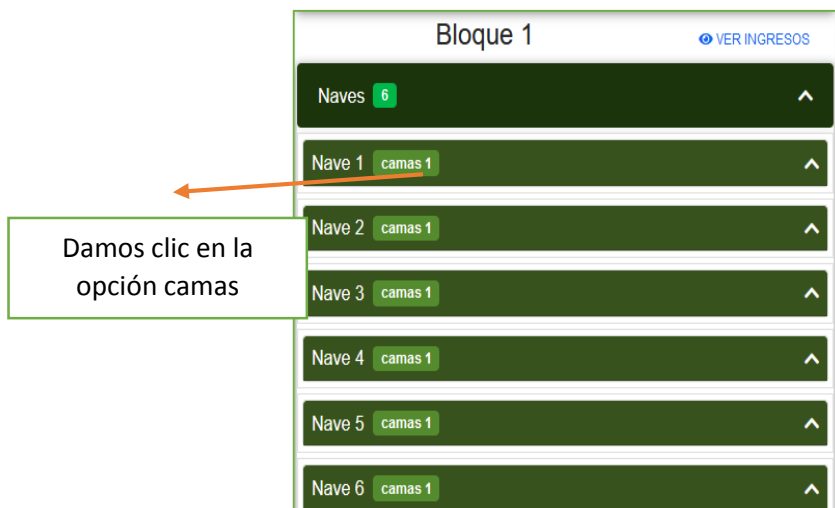 Bloque 1
VER INGRESOS
Naves 6
Nave 1 camas 1
Nave 2 camas 1
Damos clic en la
opción camas
Nave 3 camas 1
Nave 4 camas 1
Nave 5 camas 1
Nave 6 camas 1